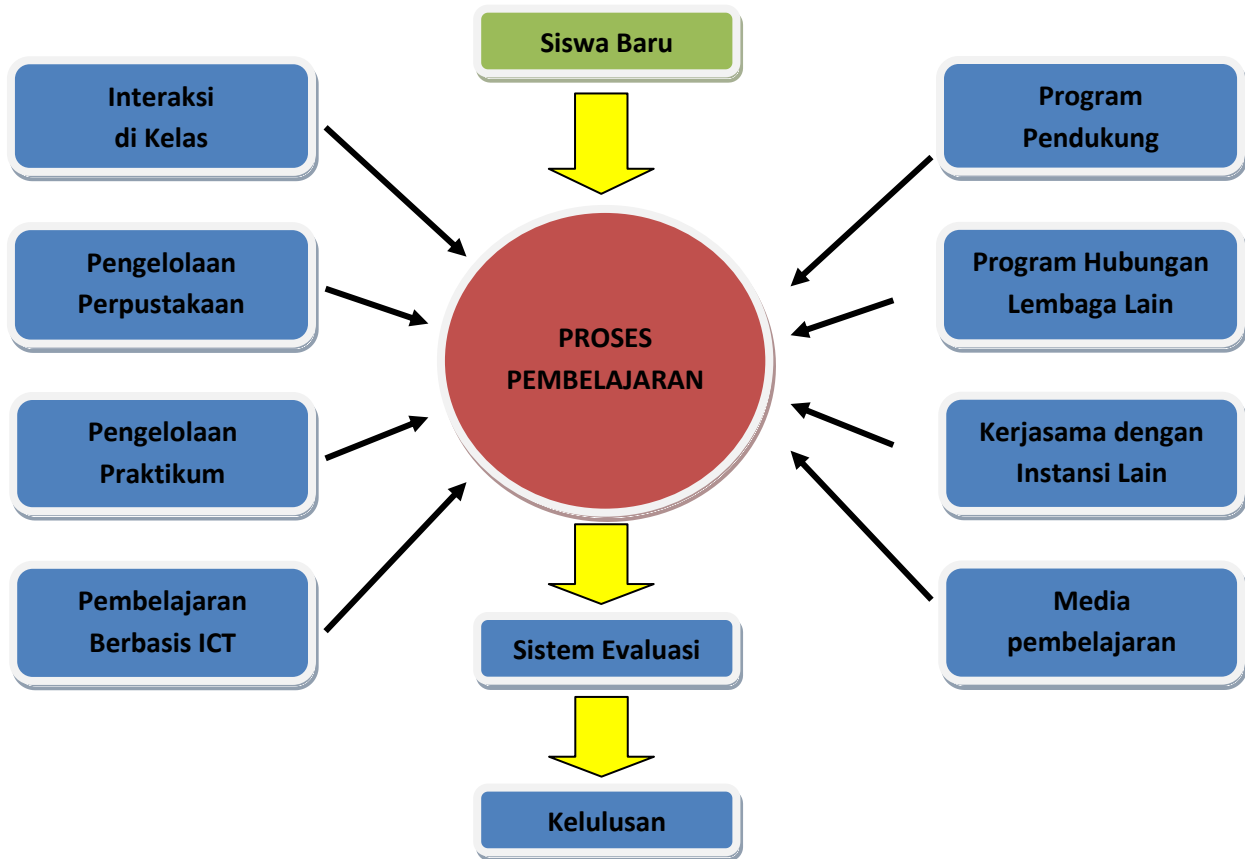 Siswa Baru
Interaksi
di Kelas
Program
Pendukung
Pengelolaan
Perpustakaan
Program Hubungan
Lembaga Lain
PROSES
PEMBELAJARAN
Pengelolaan
Praktikum
Kerjasama dengan
Instansi Lain
Pembelajaran
Berbasis ICT
Media
pembelajaran
Sistem Evaluasi
Kelulusan